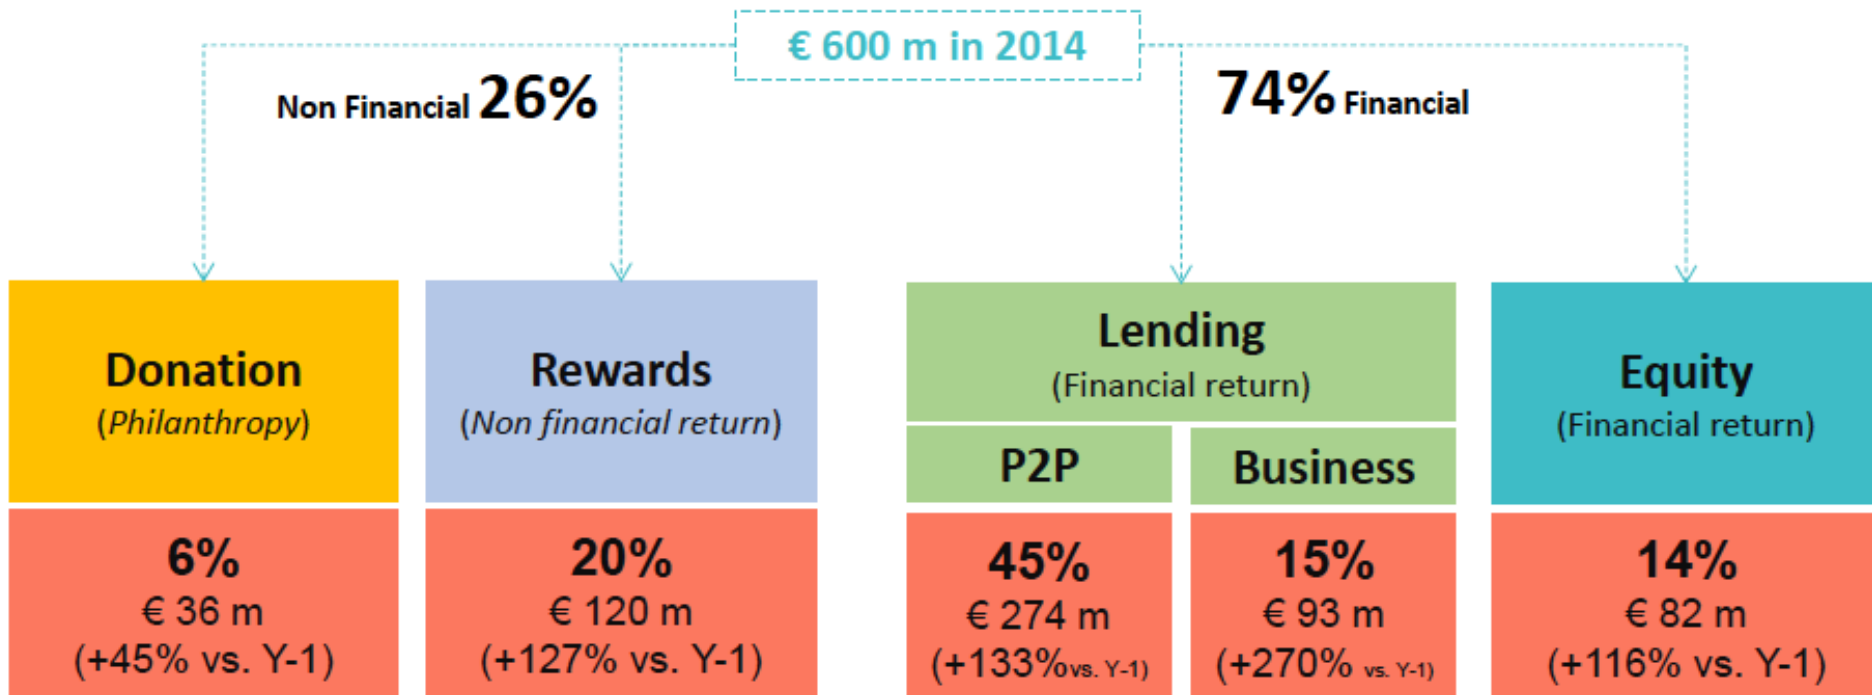 € 600 m in 2014
Non Financial 26%
74% Financial
Donation
(Philanthropy)
6%
€ 36 m
(+45% vs. Y-1)
Rewards
(Non financial return)
20%
€ 120 m
(+127% vs. Y-1)
Lending
(Financial return)
P2P
45%
€ 274 m
(+133% vs. Y-1)
Business
15%
€ 93 m
(+270% vs. Y-1)
Equity
(Financial return)
14%
€ 82 m
(+116% vs. Y-1)